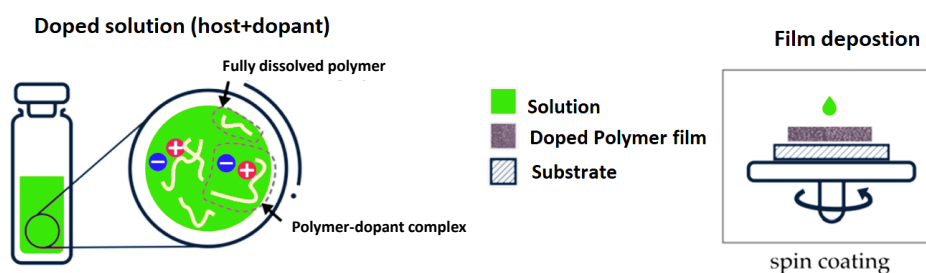 Doped solution (host+dopant)
Film depostion
Fully dissolved polymer
Solution
Doped Polymer film
Substrate
Polymer-dopant complex
spin coating